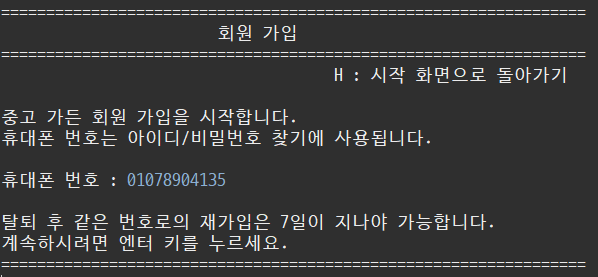 ============================================================
회원 가입
============================================================
H : 시작 화면으로 돌아가기
중고 가든 회원 가입을 시작합니다.
휴대폰 번호는 아이디/비밀번호 찾기에 사용됩니다.
휴대폰 번호 : 01078904135
탈퇴 후 같은 번호로의 재가입은 7일이 지나야 가능합니다.
계속하시려면 엔터 키를 누르세요.
============================================================